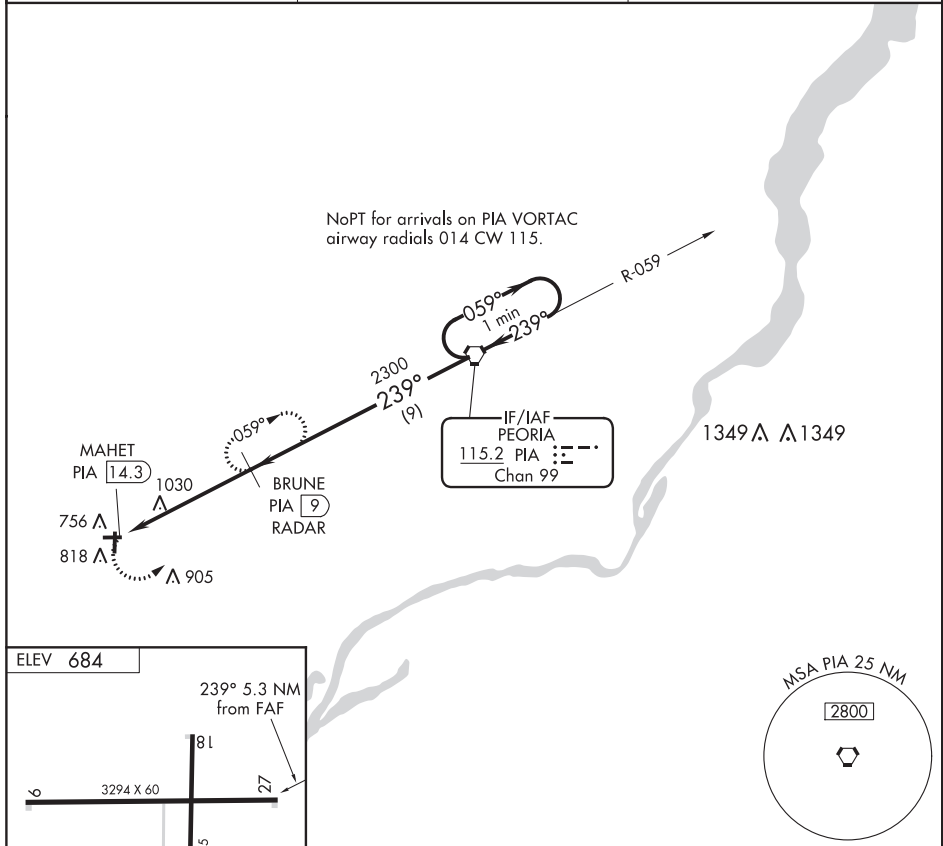 NoPT for arrivals on PIA VORTAC
airway radials 014 CW 115.
R-059
059°
1 min
239°
2300
239°
(9)
IF/IAF
PEORIA
115.2 PIA
Chan 99
1349 1349
059°
MAHET
PIA 14.3
1030
BRUNE
PIA 9
RADAR
756
818
905
ELEV 684
239° 5.3 NM
from FAF
18
9
3294 X 60
27
MSA PIA 25 NM
2800